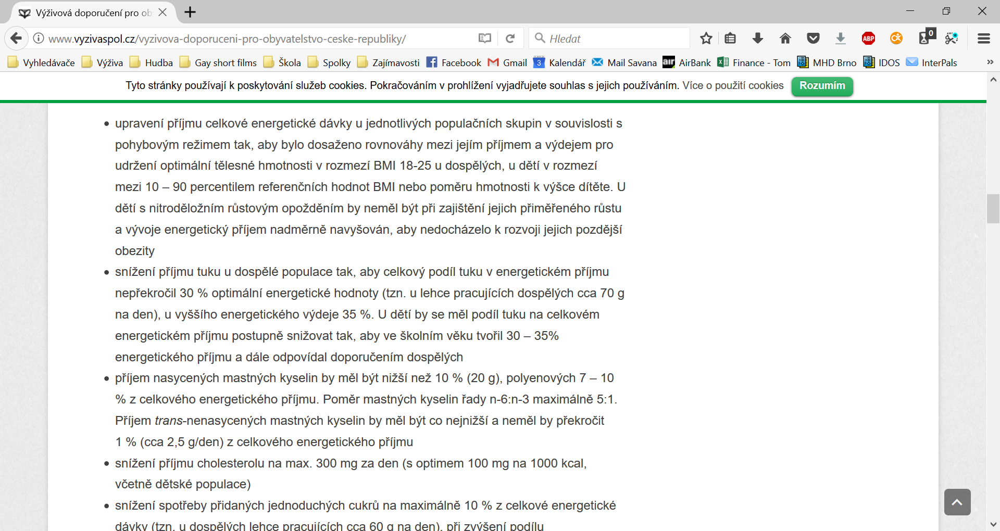 Výživová doporučení pro ob
www.vyzivaspol.cz/vyzivova-doporuceni-pro-obyvatelstvo-ceske-republiky/
Hledat
ABP
0
Vyhledávače Výživa Hudba Gay short films Škola Spolky Zajímavosti Facebook Gmail 3 Kalendář Mail Savana air AirBank Finance - Tom MHD Brno IDOS InterPals
Tyto stránky používají k poskytování služeb cookies. Pokračováním v prohlížení vyjadřujete souhlas s jejich používáním. Více o použití cookies Rozumím
upravení příjmu celkové energetické dávky u jednotlivých populačních skupin v souvislosti s
pohybovým režimem tak, aby bylo dosaženo rovnováhy mezi jejím příjmem a výdejem pro
udržení optimální tělesné hmotnosti v rozmezí BMI 18-25 u dospělých, u dětí v rozmezí
mezi 10 – 90 percentilem referenčních hodnot BMI nebo poměru hmotnosti k výšce dítěte. U
dětí s nitroděložním růstovým opožděním by neměl být při zajištění jejich přiměřeného růstu
a vývoje energetický příjem nadměrně navyšován, aby nedocházelo k rozvoji jejich pozdější
obezity
snížení příjmu tuku u dospělé populace tak, aby celkový podíl tuku v energetickém příjmu
nepřekročil 30 % optimální energetické hodnoty (tzn. u lehce pracujících dospělých cca 70 g
na den), u vyššího energetického výdeje 35 %. U dětí by se měl podíl tuku na celkovém
energetickém příjmu postupně snižovat tak, aby ve školním věku tvořil 30 – 35%
energetického příjmu a dále odpovídal doporučením dospělých
příjem nasycených mastných kyselin by měl být nižší než 10 % (20 g), polyenových 7 – 10
% z celkového energetického příjmu. Poměr mastných kyselin řady n-6:n-3 maximálně 5:1.
Příjem trans-nenasycených mastných kyselin by měl být co nejnižší a neměl by překročit
1 % (cca 2,5 g/den) z celkového energetického příjmu
snížení příjmu cholesterolu na max. 300 mg za den (s optimem 100 mg na 1000 kcal,
včetně dětské populace)
snížení spotřeby přidaných jednoduchých cukrů na maximálně 10 % z celkové energetické
dávky (tzn. u dospělých lehce pracujících cca 60 g na den), při zvýšení podílu